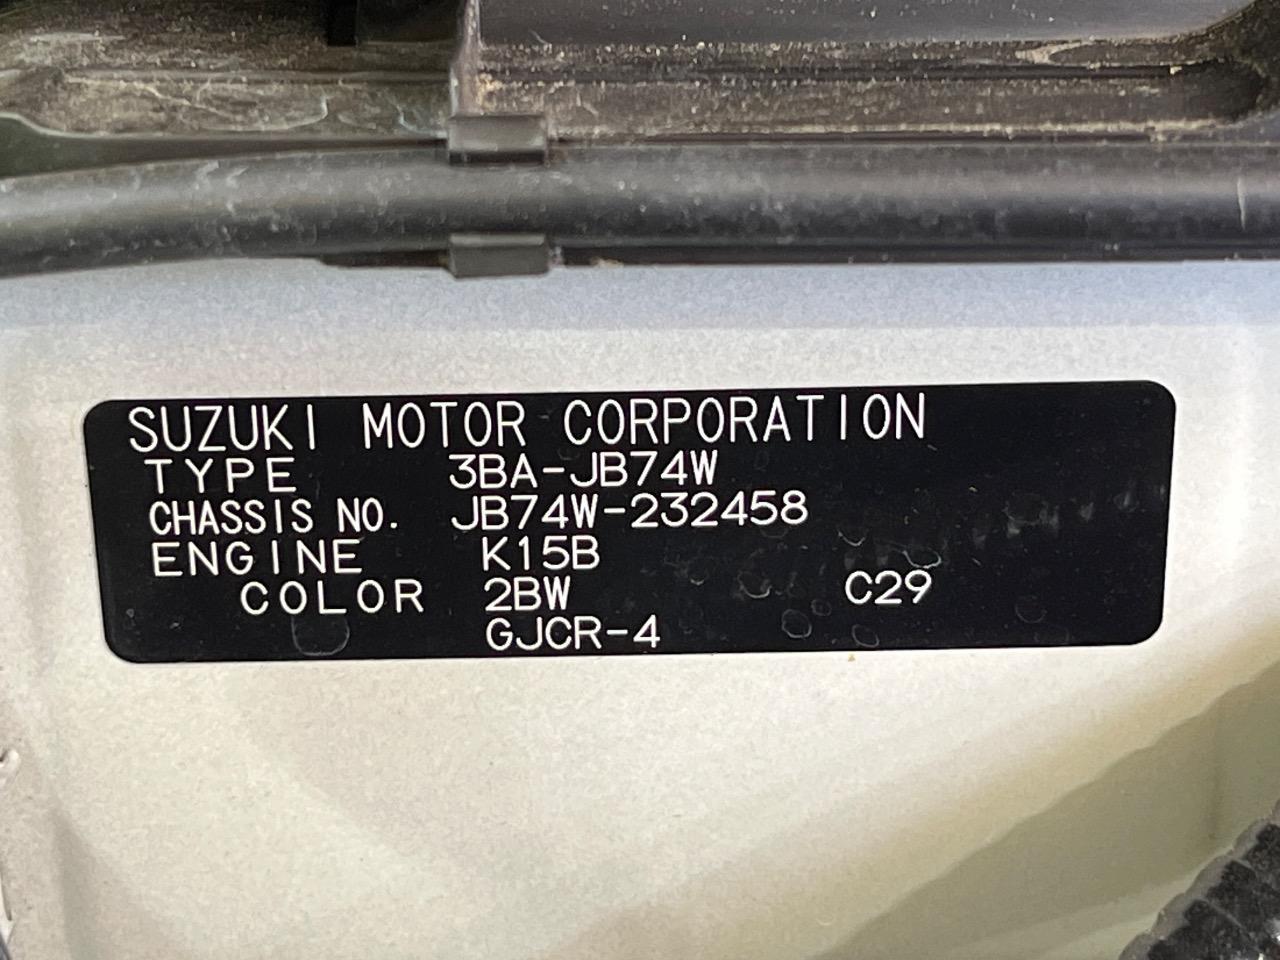 SUZUKI MOTOR CORPORATION
TYPE 3BA-JB74W
CHASSIS NO. JB74W-232458
ENGINE K15B
COLOR 2BW C29
GJCR-4